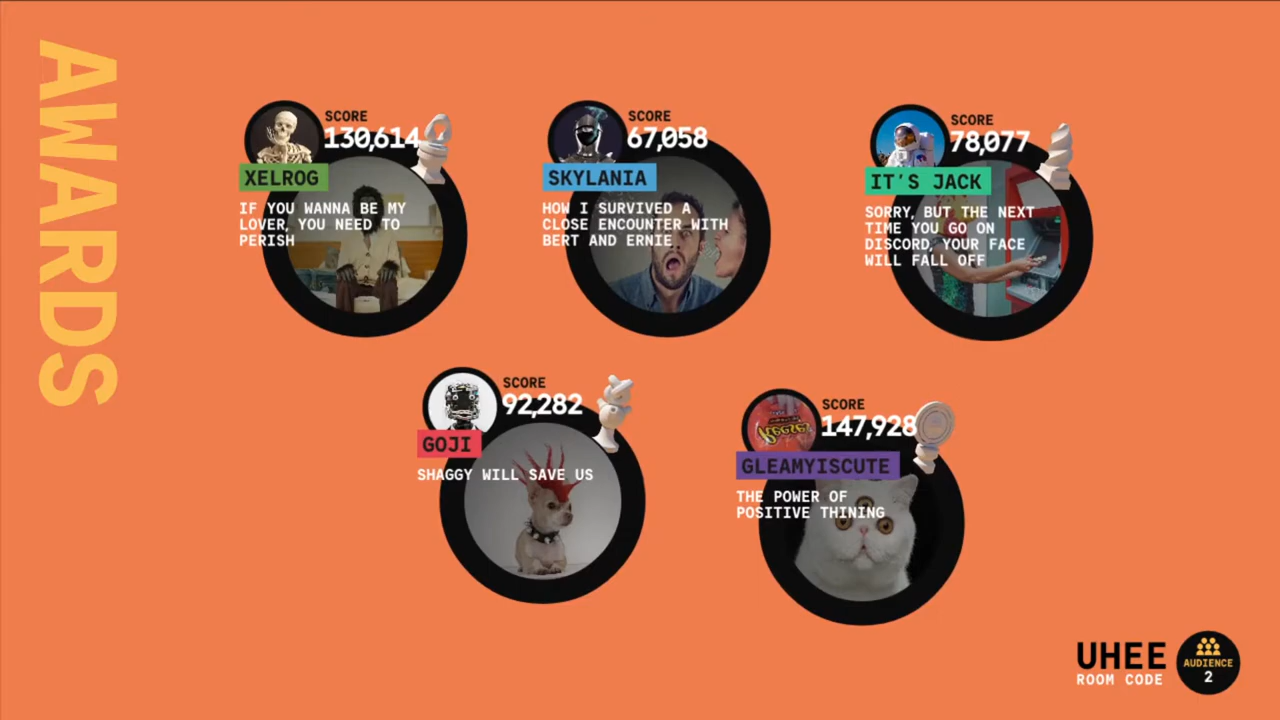 AWARDS
SCORE
130,614
XELROG
IF YOU WANNA BE MY
LOVER, YOU NEED TO
PERISH
SCORE
67,058
SKYLANIA
HOW I SURVIVED A
CLOSE ENCOUNTER WITH
BERT AND ERNIE
SCORE
78,077
IT'S JACK
SORRY, BUT THE NEXT
TIME YOU GO ON
DISCORD, YOUR FACE
WILL FALL OFF
SCORE
92,282
GOJI
SHAGGY WILL SAVE US
SCORE
147,928
GLEAMYISCUTE
THE POWER OF
POSITIVE THINING
UHEE
ROOM CODE
AUDIENCE
2